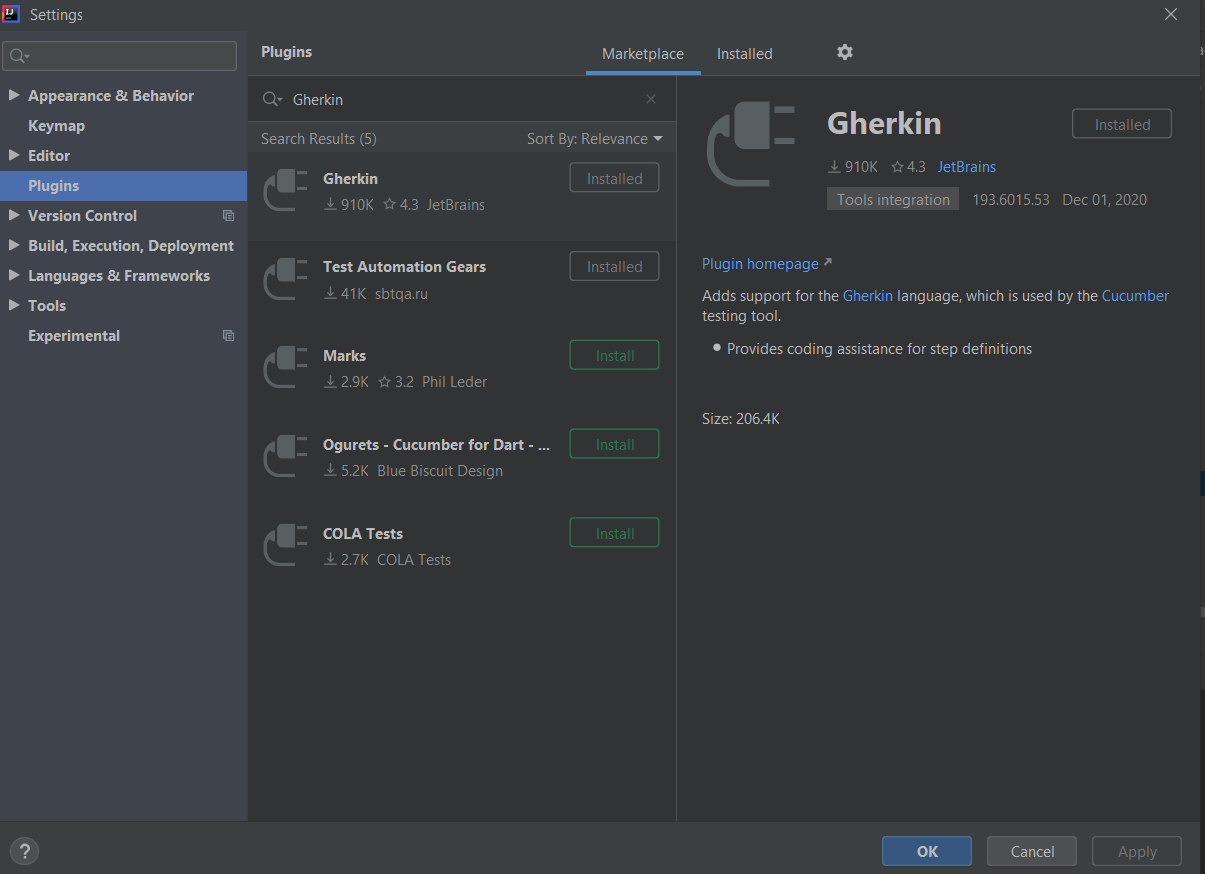 Settings
Appearance & Behavior
Keymap
Editor
Plugins
Version Control
Build, Execution, Deployment
Languages & Frameworks
Tools
Experimental
Plugins
Marketplace
Installed
Gherkin
Search Results (5)
Sort By: Relevance
Gherkin
Installed
910K 4.3 JetBrains
Test Automation Gears
Installed
41K sbtqa.ru
Marks
Install
2.9K 3.2 Phil Leder
Ogurets - Cucumber for Dart - ...
Install
5.2K Blue Biscuit Design
COLA Tests
Install
2.7K COLA Tests
Gherkin
Installed
910K 4.3 JetBrains
Tools integration 193.6015.53 Dec 01, 2020
Plugin homepage
Adds support for the Gherkin language, which is used by the Cucumber
testing tool.
Provides coding assistance for step definitions
Size: 206.4K
?
OK
Cancel
Apply